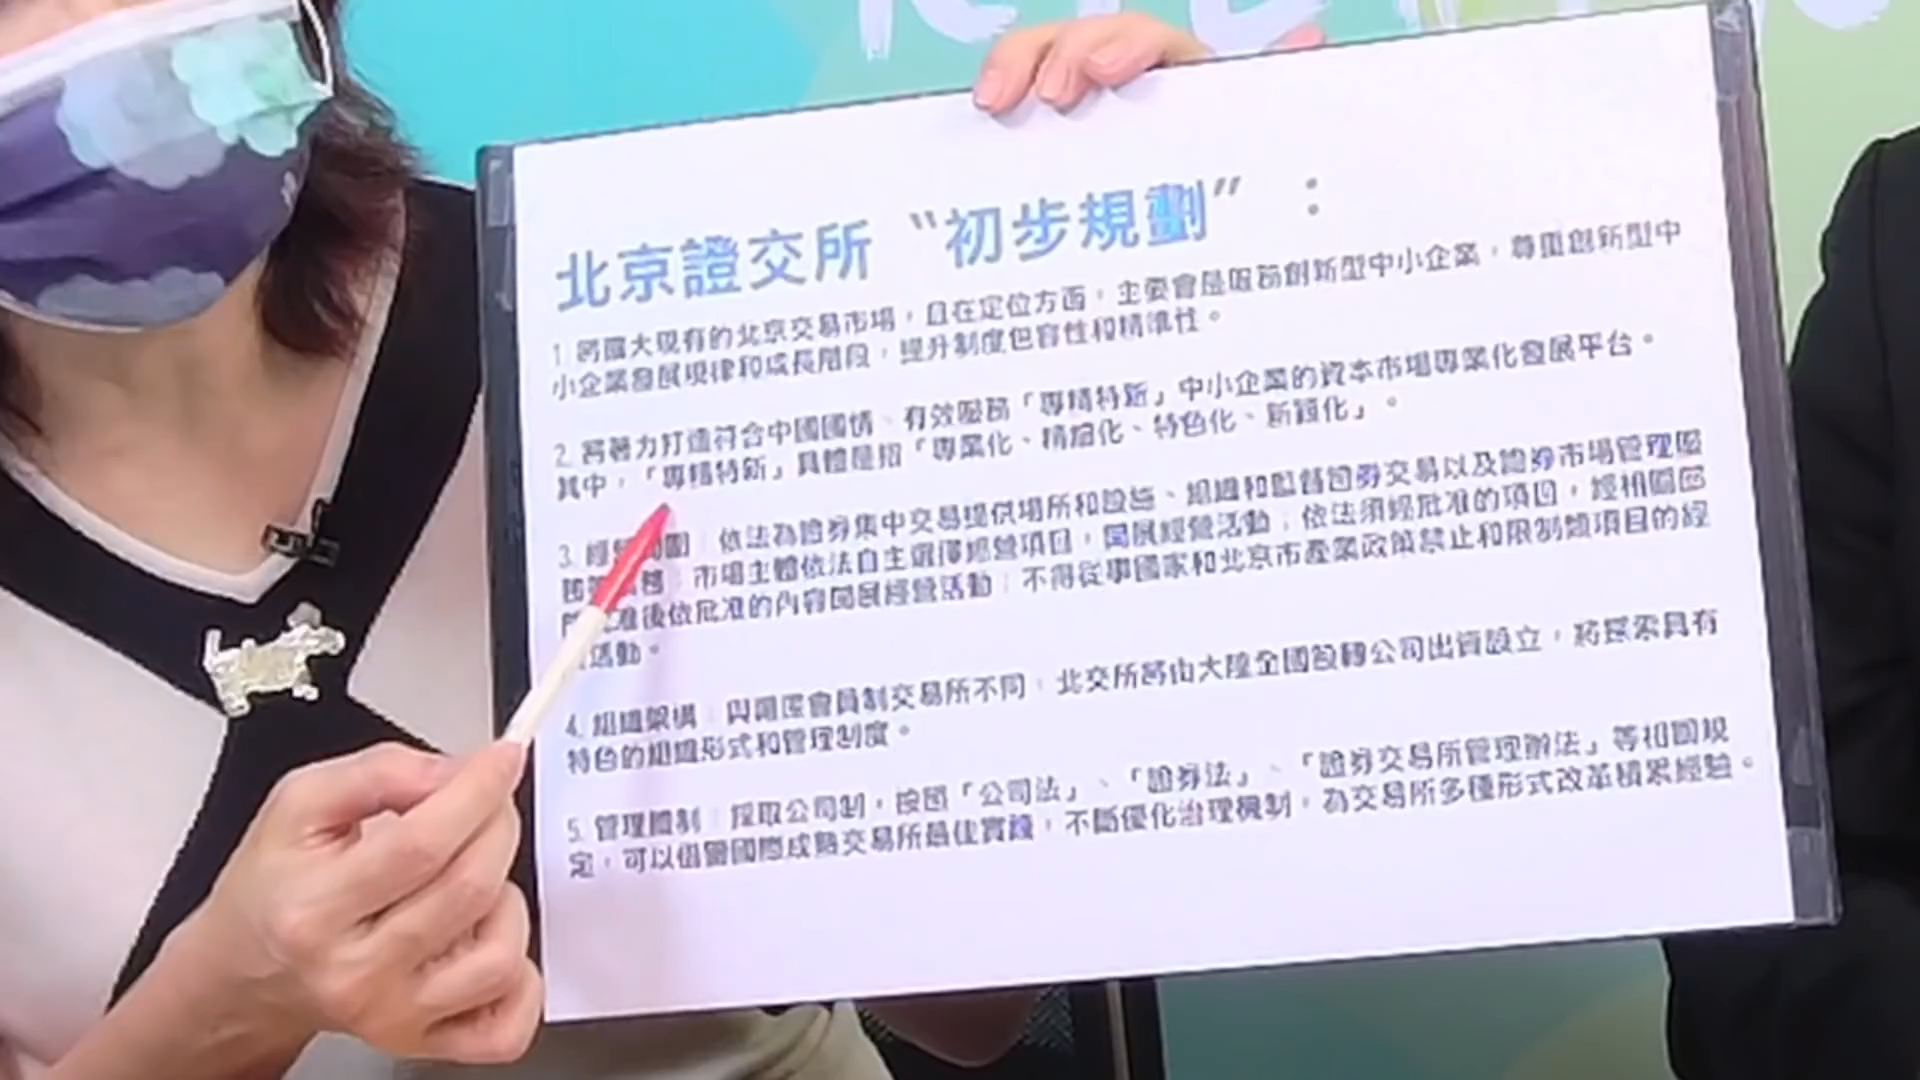 北京證交所“初步規劃”：
1. 將擴大現有的北京交易市場，且在定位方面，主要會是服務創新型中小企業，尊重創新型中
小企業發展規律和成長階段，提升制度包容性和精準性。
2. 將著力打造符合中國國情、有效服務「專精特新」中小企業的資本市場專業化發展平台。
其中，「專精特新」具體是指「專業化、精細化、特色化、新穎化」。
3. 經營 依法為證券集中交易提供場所和設施、組織和監督 券交易以及證券市場管理服
市場主體依法自主選擇經營項目，開展經營活動；依法須經批准的項目，經相關
准後依批准的內容開展經營活動；不得從事國家和北京市產業政策禁止和限制類項目的經
活動。
4. 組織架構：與 會員制交易所不同，北交所將由大陸全國股轉公司出資設立，將探索具有
特色的組織形式和管理制度。
5. 管理體制：採取公司制，按照「公司法」、「證券法」、「證券交易所管理辦法」等相關規
定，可以借鑒國際成熟交易所最佳實踐，不斷優化治理機制，為交易所多種形式改革積累經驗。